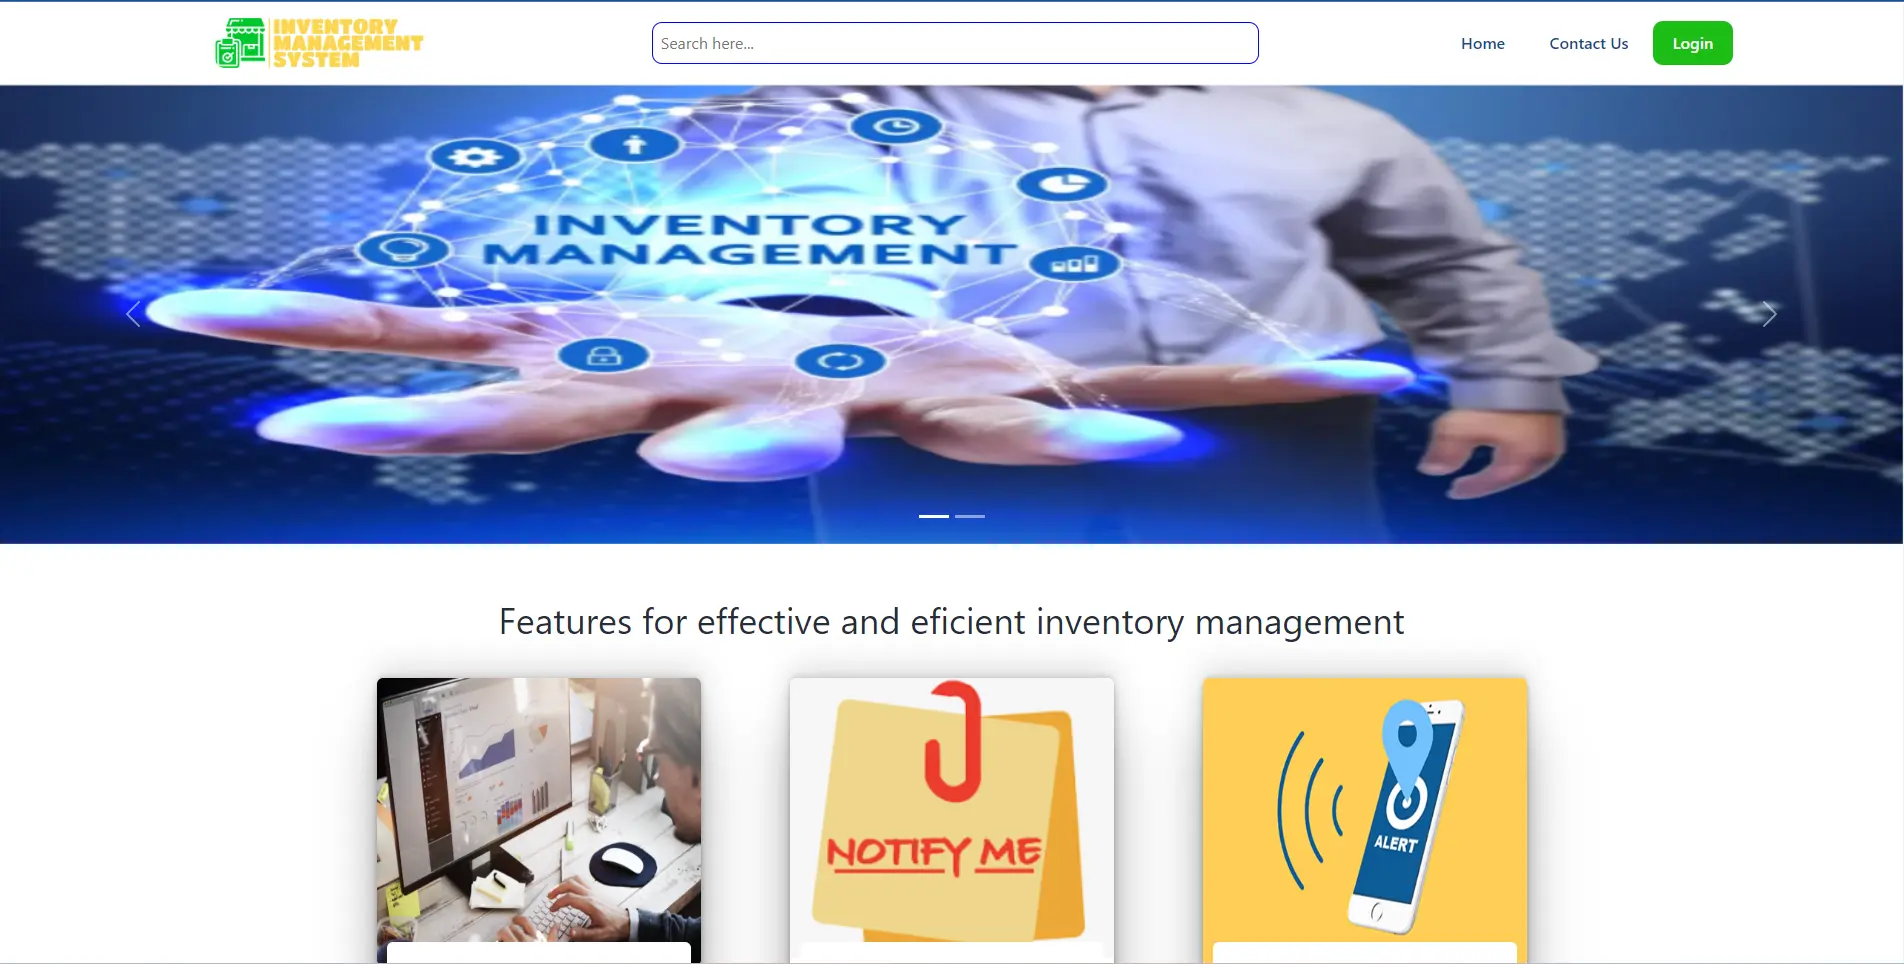 INVENTORY
MANAGEMENT
SYSTEM
Search here...
Home
Contact Us
Login
INVENTORY
MANAGEMENT
Features for effective and eficient inventory management
NOTIFY ME
ALERT